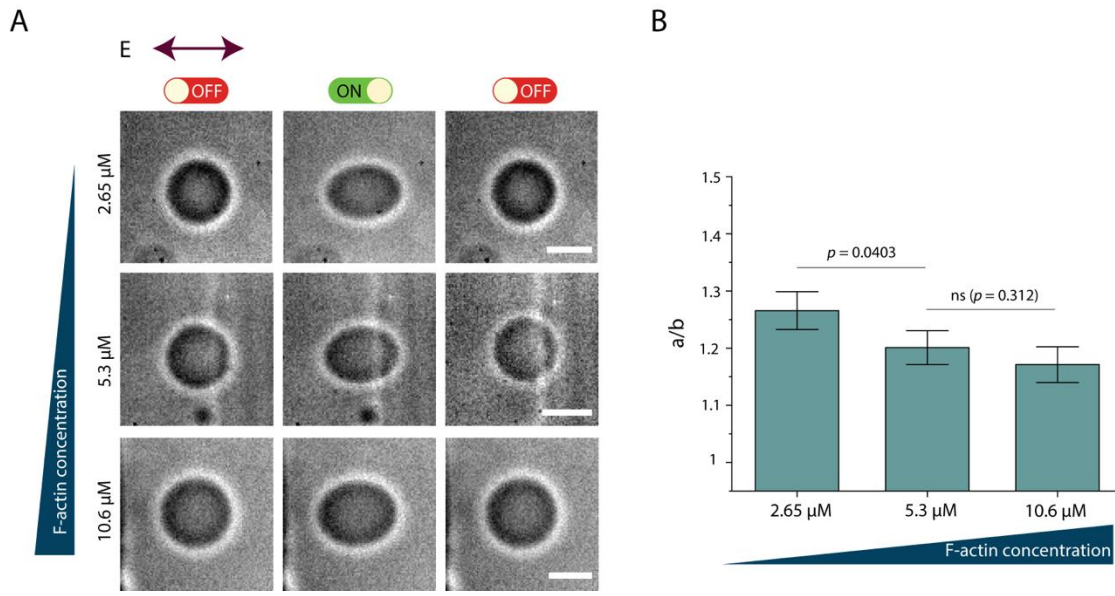 A
E
OFF
ON
OFF
2.65 μM
5.3 μM
10.6 μM
F-actin concentration
B
1.5
1.4
1.3
1.2
1.1
1
a/b
p = 0.0403
ns (p = 0.312)
2.65 μM
5.3 μM
10.6 μM
F-actin concentration